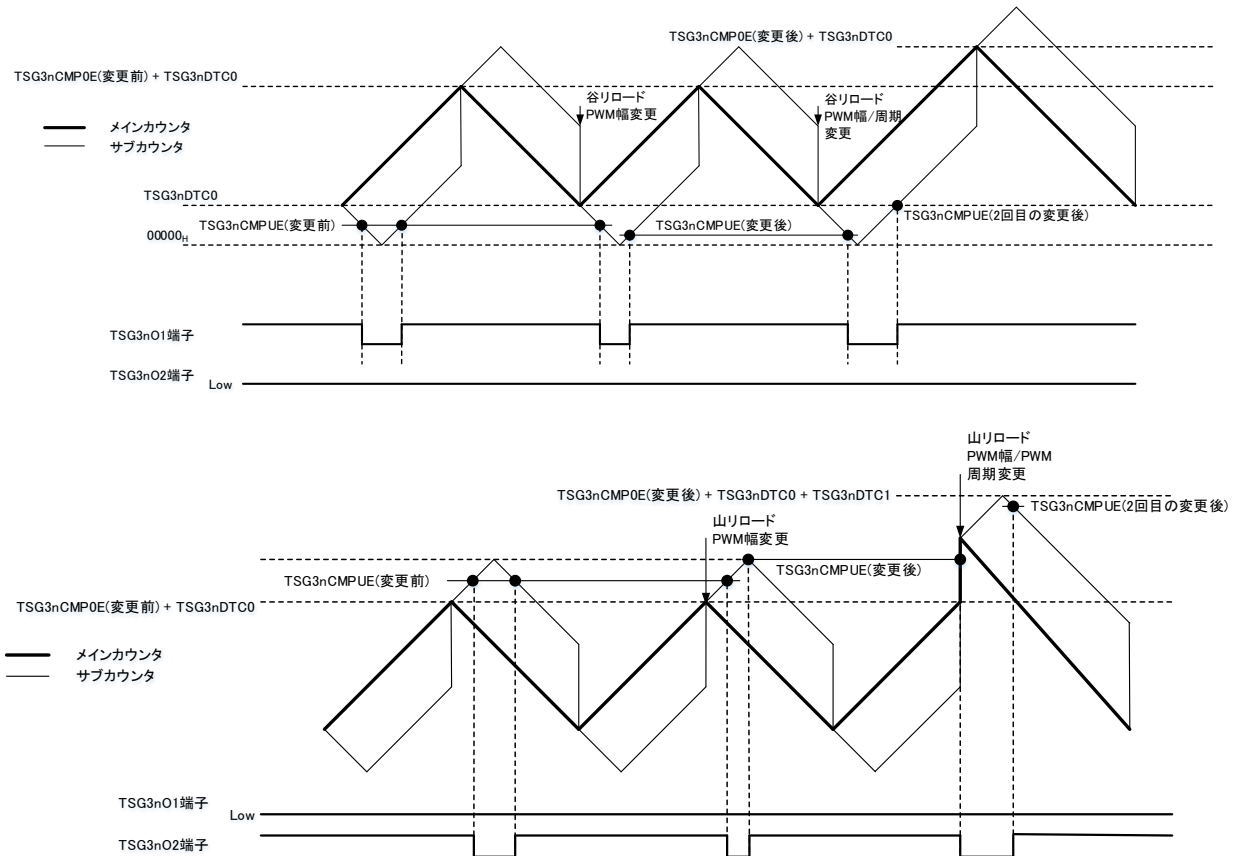 TSG3nCMP0E(変更後) + TSG3nDTC0
TSG3nCMP0E(変更前) + TSG3nDTC0
谷リロード
PWM幅変更
谷リロード
PWM幅/周期
変更
メインカウンタ
サブカウンタ
TSG3nDTC0
TSG3nCMPUE(変更前)
TSG3nCMPUE(変更後)
TSG3nCMPUE(2回目の変更後)
00000H
TSG3nO1端子
TSG3nO2端子
Low
山リロード
PWM幅/PWM
周期変更
TSG3nCMP0E(変更後) + TSG3nDTC0 + TSG3nDTC1
TSG3nCMPUE(2回目の変更後)
山リロード
PWM幅変更
TSG3nCMPUE(変更前)
TSG3nCMPUE(変更後)
TSG3nCMP0E(変更前) + TSG3nDTC0
メインカウンタ
サブカウンタ
TSG3nO1端子
Low
TSG3nO2端子